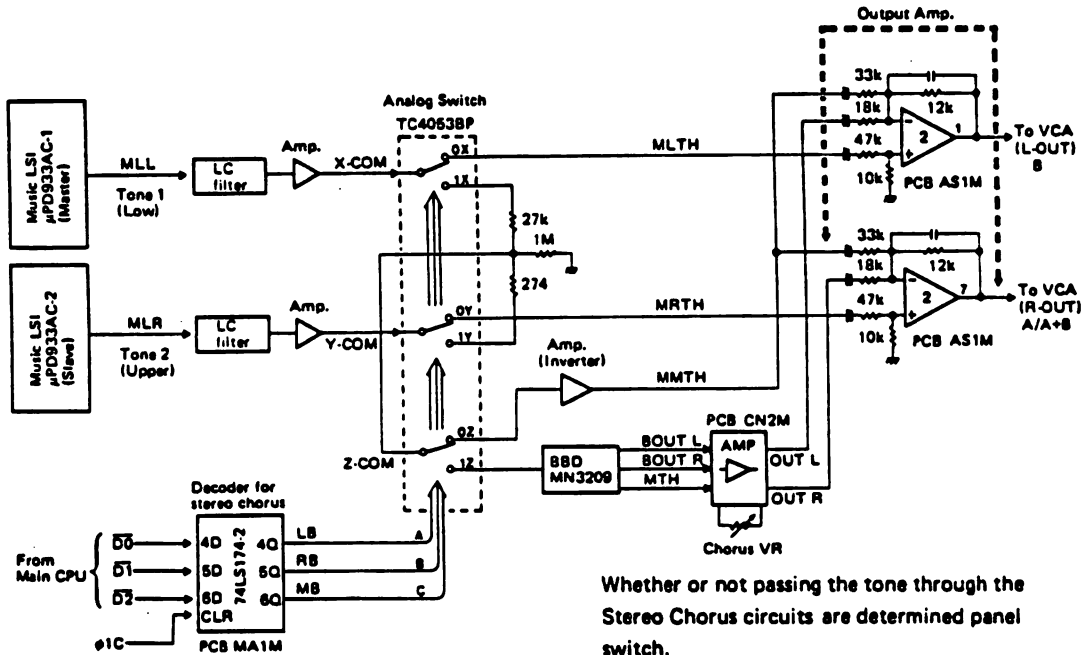 Output Amp.
33k
18k
12k
47k
2
1
To VCA
(L-OUT)
B
10k
PCB AS1M
Analog Switch
TC4053BP
Music LSI
µPD933AC-1
(Master)
MLL
Tone 1
(Low)
LC
filter
Amp.
X-COM
0X
1X
MLTH
27k
1M
274
33k
18k
12k
47k
2
7
To VCA
(R-OUT)
A/A+B
10k
PCB AS1M
Music LSI
µPD933AC-2
(Slave)
MLR
Tone 2
(Upper)
LC
filter
Amp.
Y-COM
0Y
1Y
MRTH
Amp.
(Inverter)
MMTH
Z-COM
0Z
1Z
BBD
MN3209
BOUT L
BOUT R
MTH
PCB CN2M
AMP
OUT L
OUT R
Chorus VR
Decoder for
stereo chorus
From
Main CPU
D0
D1
D2
φ1C
4D
5D
6D
CLR
74LS174-2
4Q
5Q
6Q
LB
RB
MB
A
B
C
PCB MA1M
Whether or not passing the tone through the
Stereo Chorus circuits are determined panel
switch.